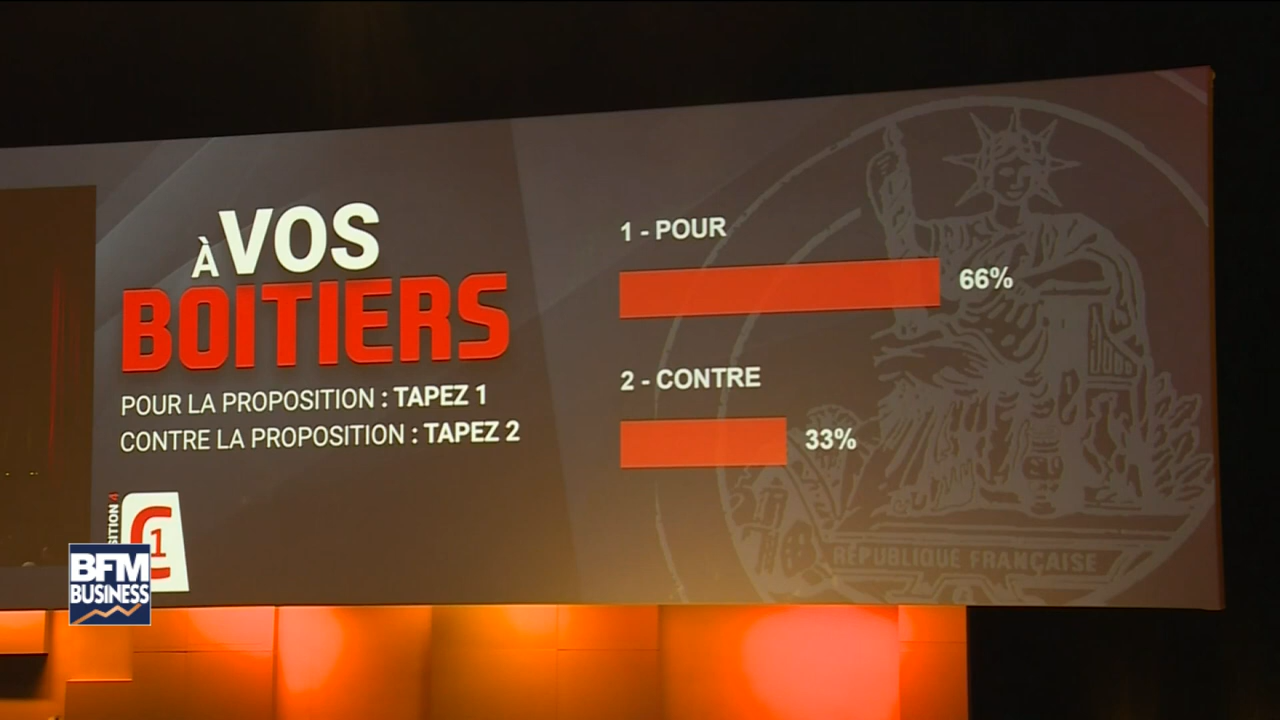 À VOS
BOITIERS
POUR LA PROPOSITION : TAPEZ 1
CONTRE LA PROPOSITION : TAPEZ 2
1 - POUR
66%
2 - CONTRE
33%
RÉPUBLIQUE FRANÇAISE
C1
BFM
BUSINESS